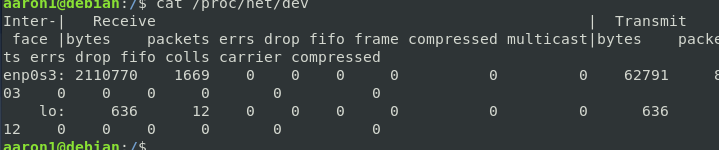 aaron1@debian:/$ cat /proc/net/dev
Inter-|   Receive                                                |  Transmit
 face |bytes    packets errs drop fifo frame compressed multicast|bytes    packe
ts errs drop fifo colls carrier compressed
enp0s3: 2110770    1669    0    0    0     0          0         0    62791     8
03    0    0    0     0       0          0
    lo:     636      12    0    0    0     0          0         0      636
12    0    0    0     0       0          0
aaron1@debian:/$